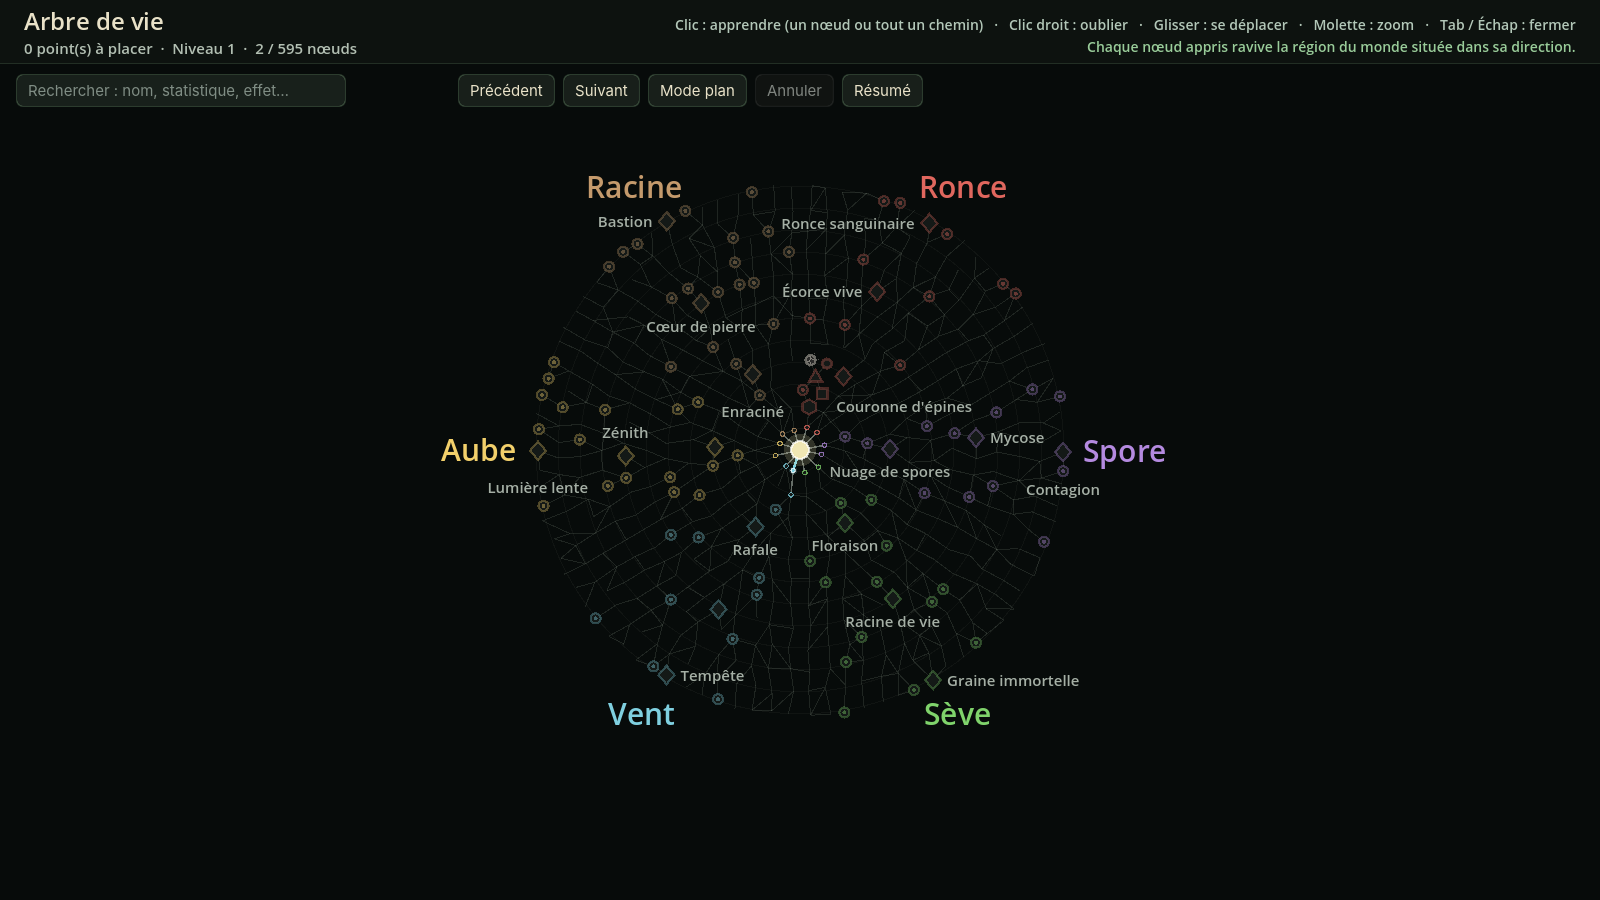 Arbre de vie
0 point(s) à placer · Niveau 1 · 2 / 595 nœuds
Clic : apprendre (un nœud ou tout un chemin) · Clic droit : oublier · Glisser : se déplacer · Molette : zoom · Tab / Échap : fermer
Chaque nœud appris ravive la région du monde située dans sa direction.
Rechercher : nom, statistique, effet...
Précédent
Suivant
Mode plan
Annuler
Résumé
Racine
Ronce
Bastion
Ronce sanguinaire
Écorce vive
Cœur de pierre
Enraciné
Couronne d'épines
Zénith
Mycose
Aube
Spore
Nuage de spores
Lumière lente
Contagion
Rafale
Floraison
Racine de vie
Tempête
Graine immortelle
Vent
Sève